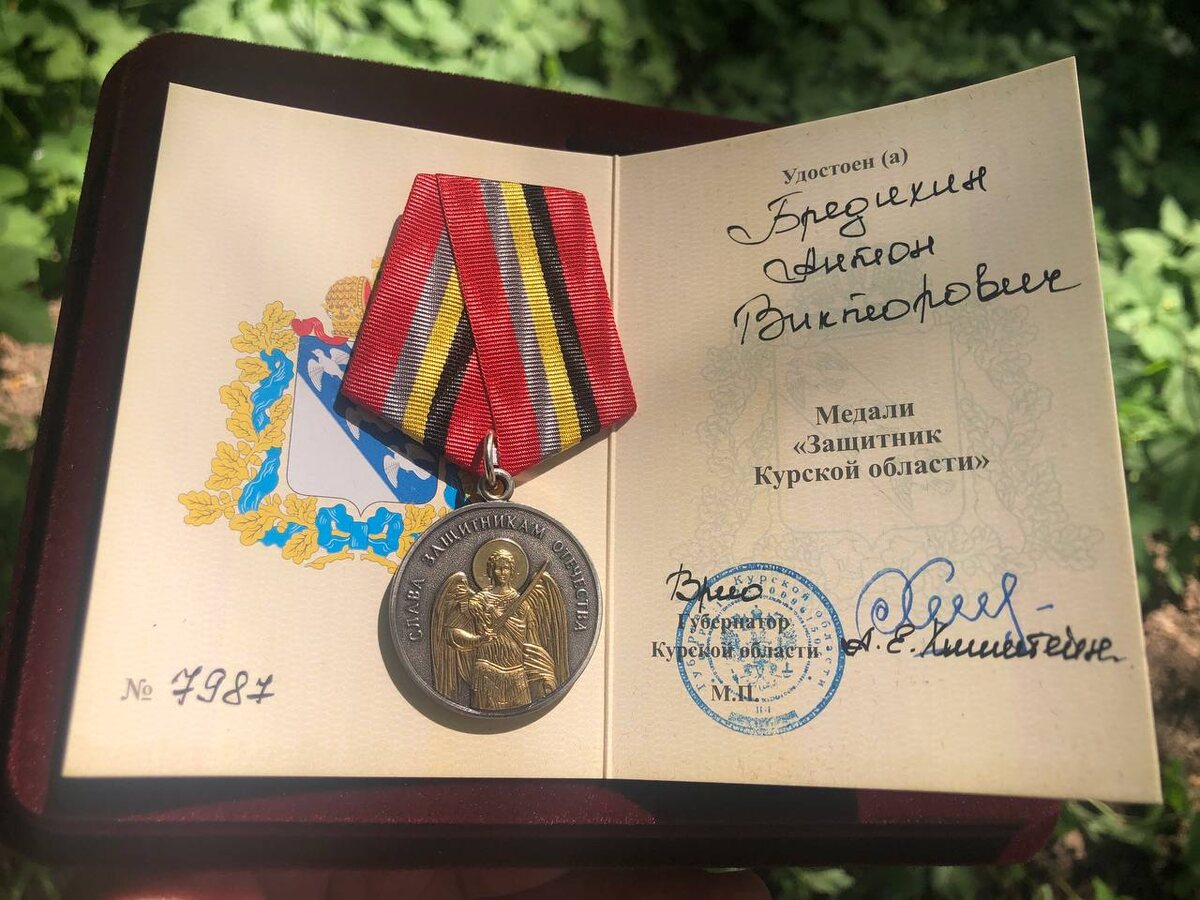 СЛАВА ЗАЩИТНИКАМ ОТЕЧЕСТВА
№ 7987
Удостоен (а)
Бредихин
Антон
Викторович
Медали
«Защитник
Курской области»
Врио
Губернатор
Курской области
М.П.
А.Е. Хинштейн